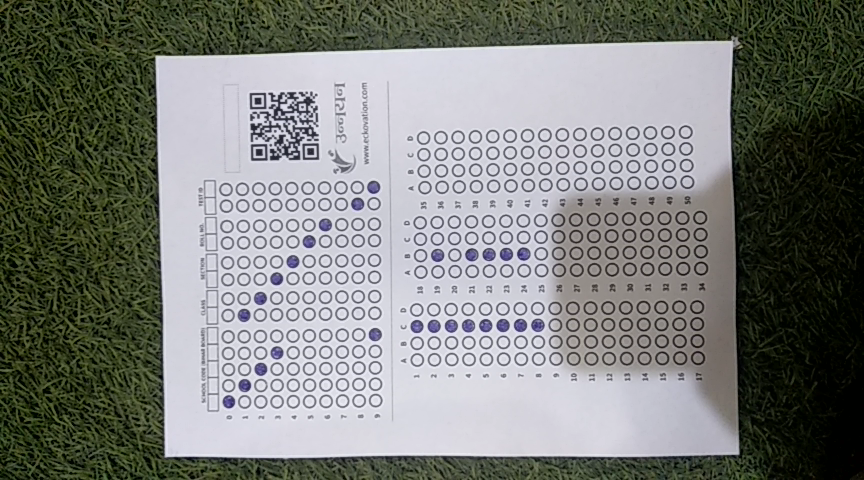 SCHOOL CODE (BIHAR BOARD) CLASS SECTION ROLL NO. TEST ID
0
1
2
3
4
5
6
7
8
9
उन्नयन
www.eckovation.com
A B C D A B C D A B C D
1 18 35
2 19 36
3 20 37
4 21 38
5 22 39
6 23 40
7 24 41
8 25 42
9 26 43
10 27 44
11 28 45
12 29 46
13 30 47
14 31 48
15 32 49
16 33 50
17 34